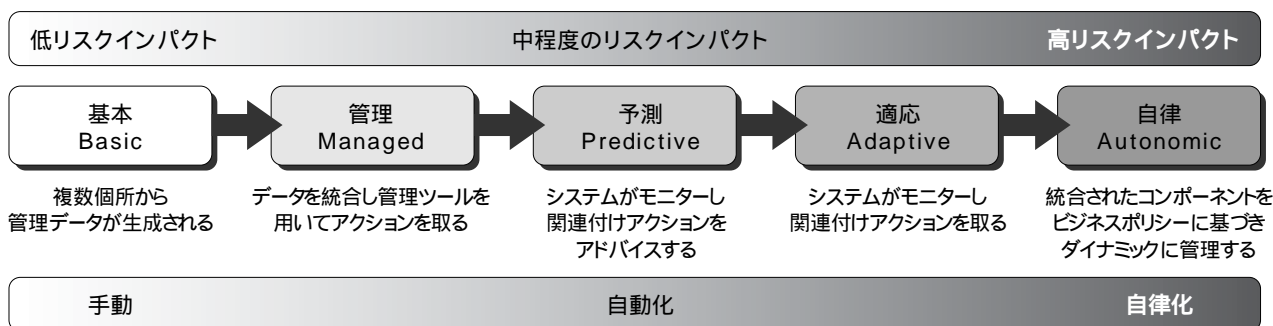 低リスクインパクト 中程度のリスクインパクト 高リスクインパクト
基本
Basic
管理
Managed
予測
Predictive
適応
Adaptive
自律
Autonomic
複数個所から
管理データが生成される
データを統合し管理ツールを
用いてアクションを取る
システムがモニターし
関連付けアクションを
アドバイスする
システムがモニターし
関連付けアクションを取る
統合されたコンポーネントを
ビジネスポリシーに基づき
ダイナミックに管理する
手動 自動化 自律化